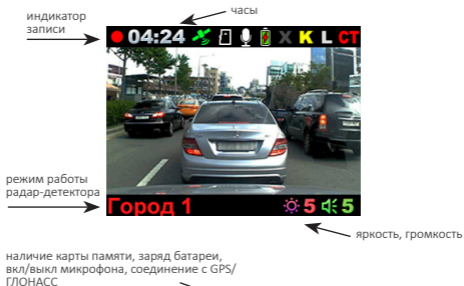 индикатор
записи
часы
04:24 X K L CT
Город 1 5 5
режим работы
радар-детектора
яркость, громкость
наличие карты памяти, заряд батареи,
вкл/выкл микрофона, соединение с GPS/
ГЛОНАСС